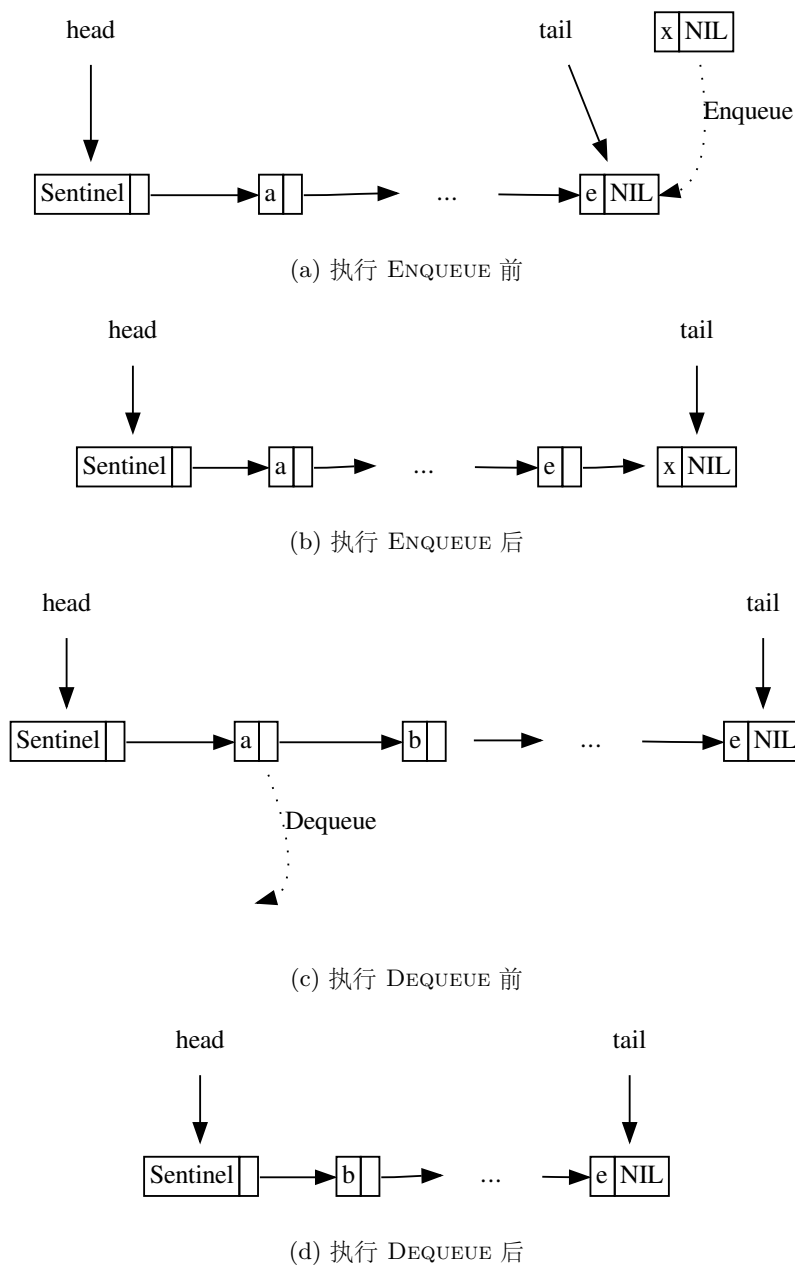 head tail x NIL
Enqueue
Sentinel a ... e NIL
(a) 执行 ENQUEUE 前
head tail
Sentinel a ... e x NIL
(b) 执行 ENQUEUE 后
head tail
Sentinel a b ... e NIL
Dequeue
(c) 执行 DEQUEUE 前
head tail
Sentinel b ... e NIL
(d) 执行 DEQUEUE 后